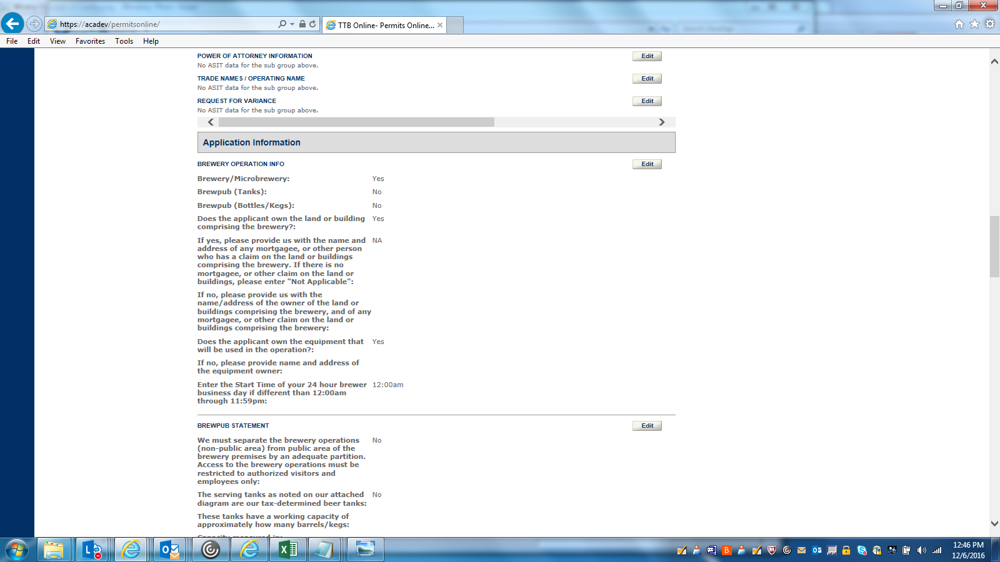 https://acadev/permitsonline/
TTB Online- Permits Online...
File Edit View Favorites Tools Help
POWER OF ATTORNEY INFORMATION
Edit
No ASIT data for the sub group above.
TRADE NAMES / OPERATING NAME
Edit
No ASIT data for the sub group above.
REQUEST FOR VARIANCE
Edit
No ASIT data for the sub group above.
Application Information
BREWERY OPERATION INFO
Edit
Brewery/Microbrewery: Yes
Brewpub (Tanks): No
Brewpub (Bottles/Kegs): No
Does the applicant own the land or building Yes
comprising the brewery?:
If yes, please provide us with the name and NA
address of any mortgagee, or other person
who has a claim on the land or buildings
comprising the brewery. If there is no
mortgagee, or other claim on the land or
buildings, please enter "Not Applicable":
If no, please provide us with the
name/address of the owner of the land or
buildings comprising the brewery, and of any
mortgagee, or other claim on the land or
buildings comprising the brewery:
Does the applicant own the equipment that Yes
will be used in the operation?:
If no, please provide name and address of
the equipment owner:
Enter the Start Time of your 24 hour brewer 12:00am
business day if different than 12:00am
through 11:59pm:
BREWPUB STATEMENT
Edit
We must separate the brewery operations No
(non-public area) from public area of the
brewery premises by an adequate partition.
Access to the brewery operations must be
restricted to authorized visitors and
employees only:
The serving tanks as noted on our attached No
diagram are our tax-determined beer tanks:
These tanks have a working capacity of
approximately how many barrels/kegs:
Capacity measured in:
12:46 PM
12/6/2016